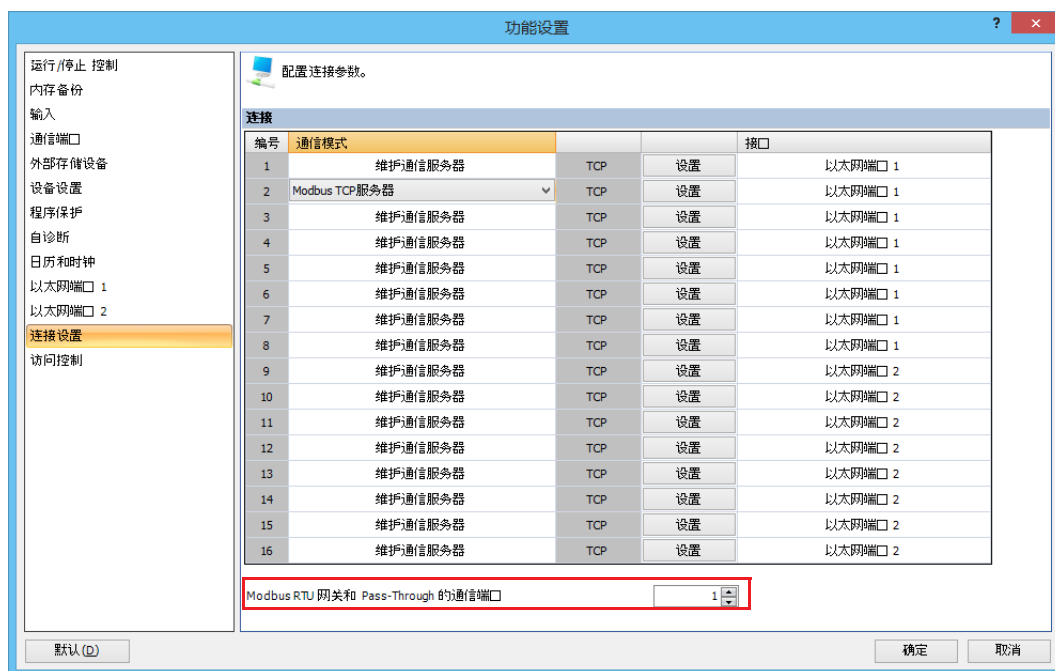 功能设置
? ×
运行/停止 控制
内存备份
输入
通信端口
外部存储设备
设备设置
程序保护
自诊断
日历和时钟
以太网端口 1
以太网端口 2
连接设置
访问控制
配置连接参数。
连接
编号 通信模式 接口
1 维护通信服务器 TCP 设置 以太网端口 1
2 Modbus TCP服务器 TCP 设置 以太网端口 1
3 维护通信服务器 TCP 设置 以太网端口 1
4 维护通信服务器 TCP 设置 以太网端口 1
5 维护通信服务器 TCP 设置 以太网端口 1
6 维护通信服务器 TCP 设置 以太网端口 1
7 维护通信服务器 TCP 设置 以太网端口 1
8 维护通信服务器 TCP 设置 以太网端口 1
9 维护通信服务器 TCP 设置 以太网端口 2
10 维护通信服务器 TCP 设置 以太网端口 2
11 维护通信服务器 TCP 设置 以太网端口 2
12 维护通信服务器 TCP 设置 以太网端口 2
13 维护通信服务器 TCP 设置 以太网端口 2
14 维护通信服务器 TCP 设置 以太网端口 2
15 维护通信服务器 TCP 设置 以太网端口 2
16 维护通信服务器 TCP 设置 以太网端口 2
Modbus RTU 网关和 Pass-Through 的通信端口 1
默认(D) 确定 取消